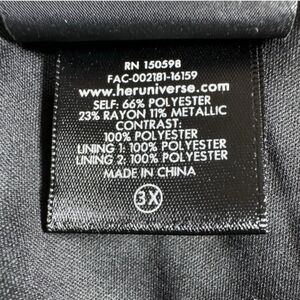 RN 150598
FAC-002181-16159
www.heruniverse.com
SELF: 66% POLYESTER
23% RAYON 11% METALLIC
CONTRAST:
100% POLYESTER
LINING 1: 100% POLYESTER
LINING 2: 100% POLYESTER
MADE IN CHINA
3X